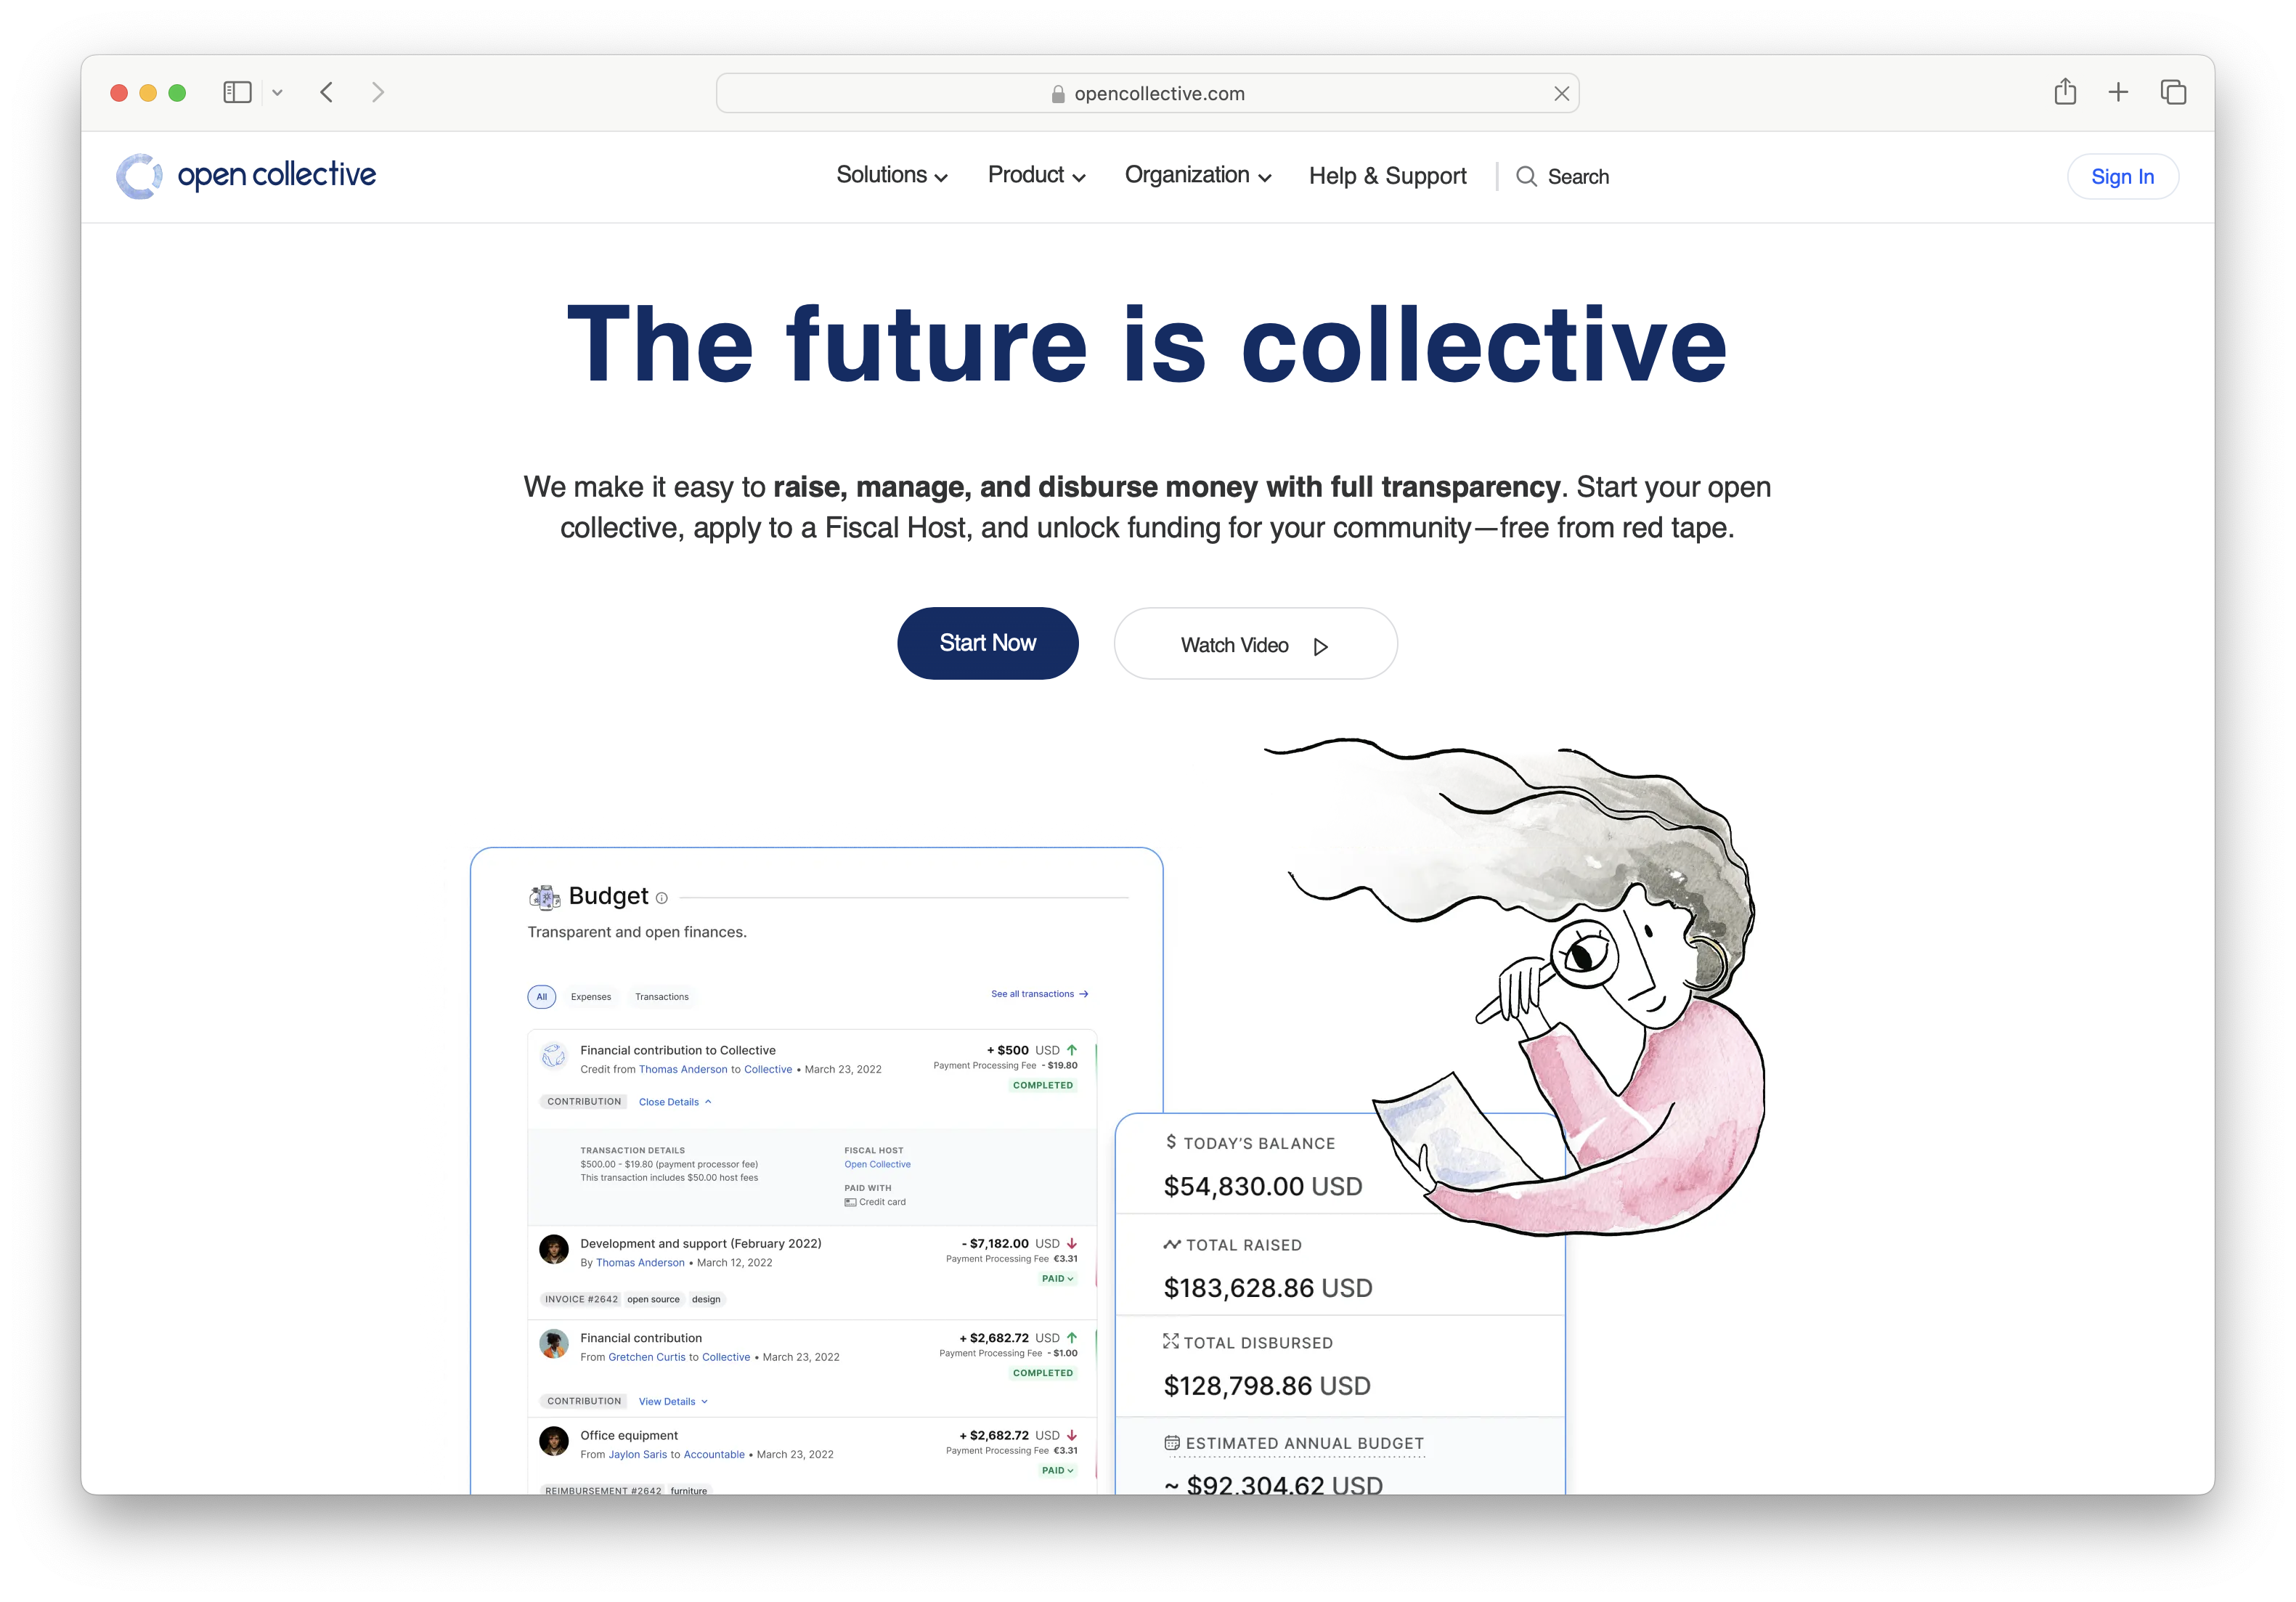 opencollective.com
open collective
Solutions
Product
Organization
Help & Support
Search
Sign In
The future is collective
We make it easy to raise, manage, and disburse money with full transparency. Start your open
collective, apply to a Fiscal Host, and unlock funding for your community—free from red tape.
Start Now
Watch Video
Budget
Transparent and open finances.
All
Expenses
Transactions
See all transactions →
Financial contribution to Collective
+ $500 USD
Credit from Thomas Anderson to Collective • March 23, 2022
Payment Processing Fee - $19.80
COMPLETED
CONTRIBUTION
Close Details
TRANSACTION DETAILS
$500.00 - $19.80 (payment processor fee)
This transaction includes $50.00 host fees
FISCAL HOST
Open Collective
PAID WITH
Credit card
Development and support (February 2022)
- $7,182.00 USD
By Thomas Anderson • March 12, 2022
Payment Processing Fee €3.31
PAID
INVOICE #2642
open source
design
Financial contribution
+ $2,682.72 USD
From Gretchen Curtis to Collective • March 23, 2022
Payment Processing Fee - $1.00
COMPLETED
CONTRIBUTION
View Details
Office equipment
+ $2,682.72 USD
From Jaylon Saris to Accountable • March 23, 2022
Payment Processing Fee €3.31
PAID
REIMBURSEMENT #2642
furniture
$ TODAY'S BALANCE
$54,830.00 USD
TOTAL RAISED
$183,628.86 USD
TOTAL DISBURSED
$128,798.86 USD
ESTIMATED ANNUAL BUDGET
~ $92,304.62 USD